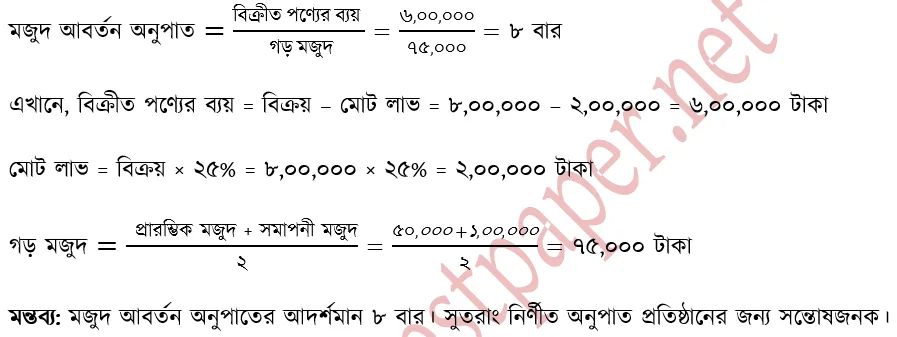 মজুদ আবর্তন অনুপাত = বিক্রীত পণ্যের ব্যয় / গড় মজুদ = ৬,০০,০০০ / ৭৫,০০০ = ৮ বার
এখানে, বিক্রীত পণ্যের ব্যয় = বিক্রয় – মোট লাভ = ৮,০০,০০০ – ২,০০,০০০ = ৬,০০,০০০ টাকা
মোট লাভ = বিক্রয় × ২৫% = ৮,০০,০০০ × ২৫% = ২,০০,০০০ টাকা
গড় মজুদ = প্রারম্ভিক মজুদ + সমাপনী মজুদ / ২ = ৫০,০০০+১,০০,০০০ / ২ = ৭৫,০০০ টাকা
মন্তব্য: মজুদ আবর্তন অনুপাতের আদর্শমান ৮ বার। সুতরাং নির্ণীত অনুপাত প্রতিষ্ঠানের জন্য সন্তোষজনক।